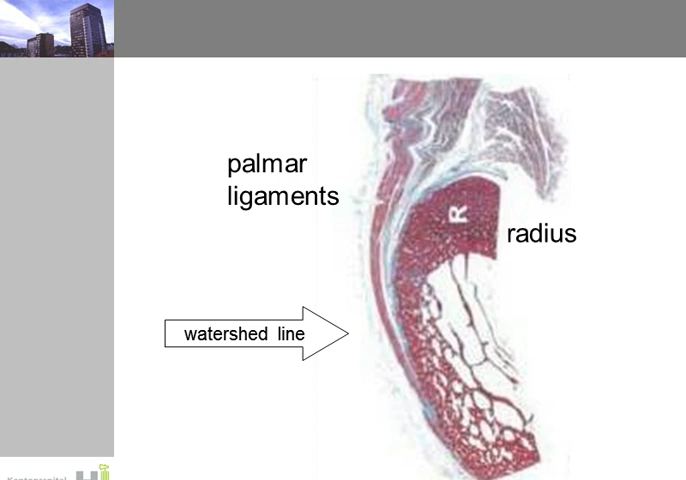 palmar
ligaments
R
radius
watershed line